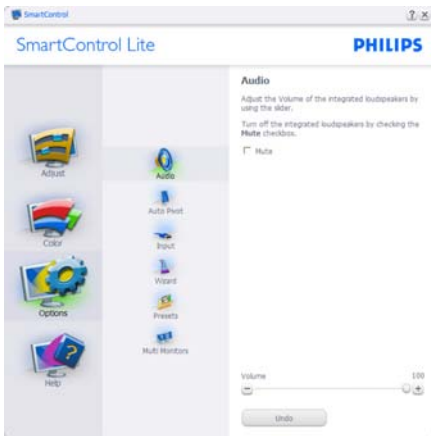 SmartControl
? x
SmartControl Lite
PHILIPS
Adjust
Color
Options
Help
Audio
Auto Pivot
Input
Wizard
Presets
Multi Monitors
Audio
Adjust the Volume of the integrated loudspeakers by
using the slider.
Turn off the integrated loudspeakers by checking the
Mute checkbox.
Mute
Volume
100
Undo